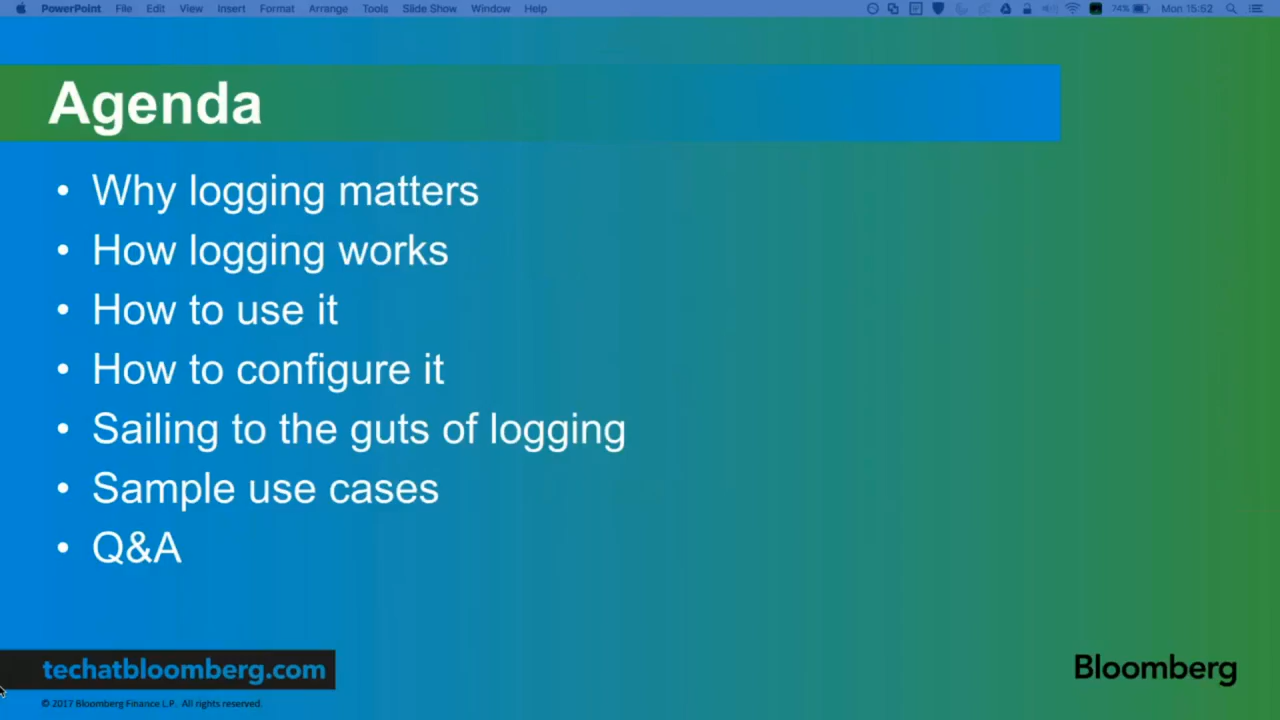 PowerPoint File Edit View Insert Format Arrange Tools Slide Show Window Help 74% Mon 15:52
Agenda
• Why logging matters
• How logging works
• How to use it
• How to configure it
• Sailing to the guts of logging
• Sample use cases
• Q&A
techatbloomberg.com
Bloomberg
© 2017 Bloomberg Finance L.P. All rights reserved.